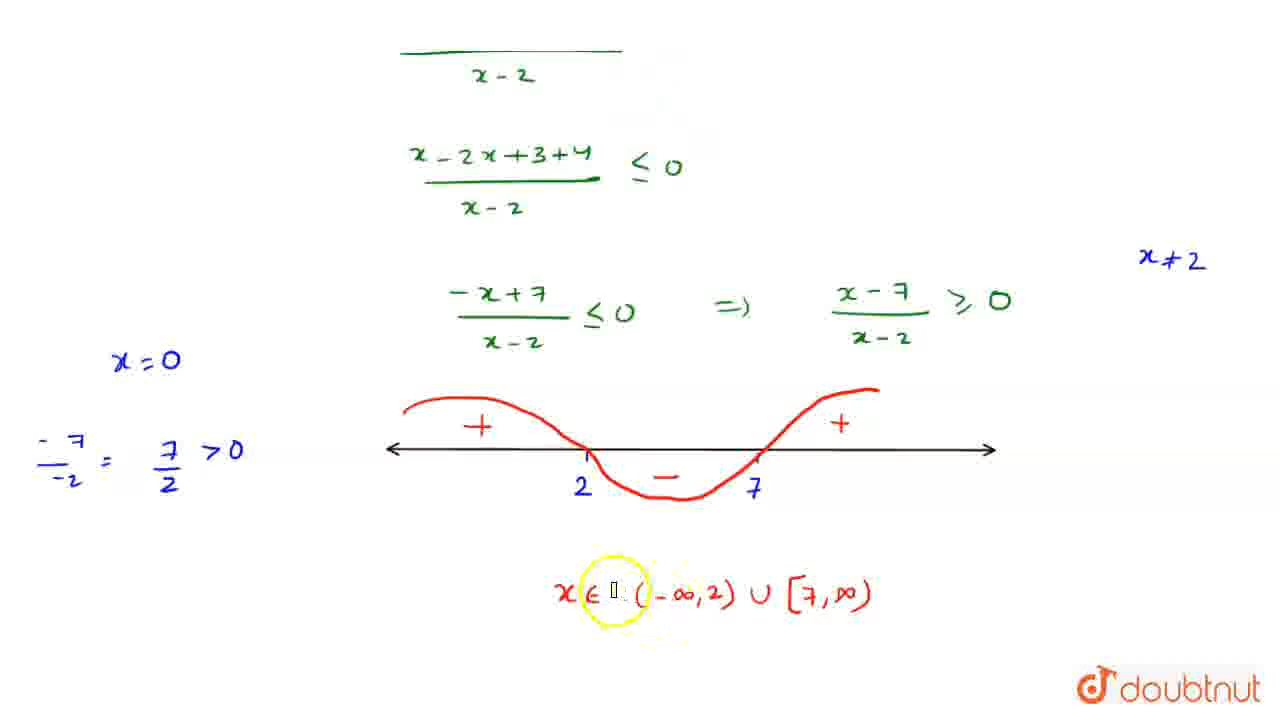 x - 2
x - 2x + 3 + 4 ≤ 0
x - 2
x ≠ 2
- x + 7 ≤ 0 ⇒ x - 7 ≥ 0
x - 2 x - 2
x = 0
- 7 = 7 > 0
-2 2
+ - +
2 7
x ∈ (-∞, 2) ∪ [7, ∞)
doubtnut